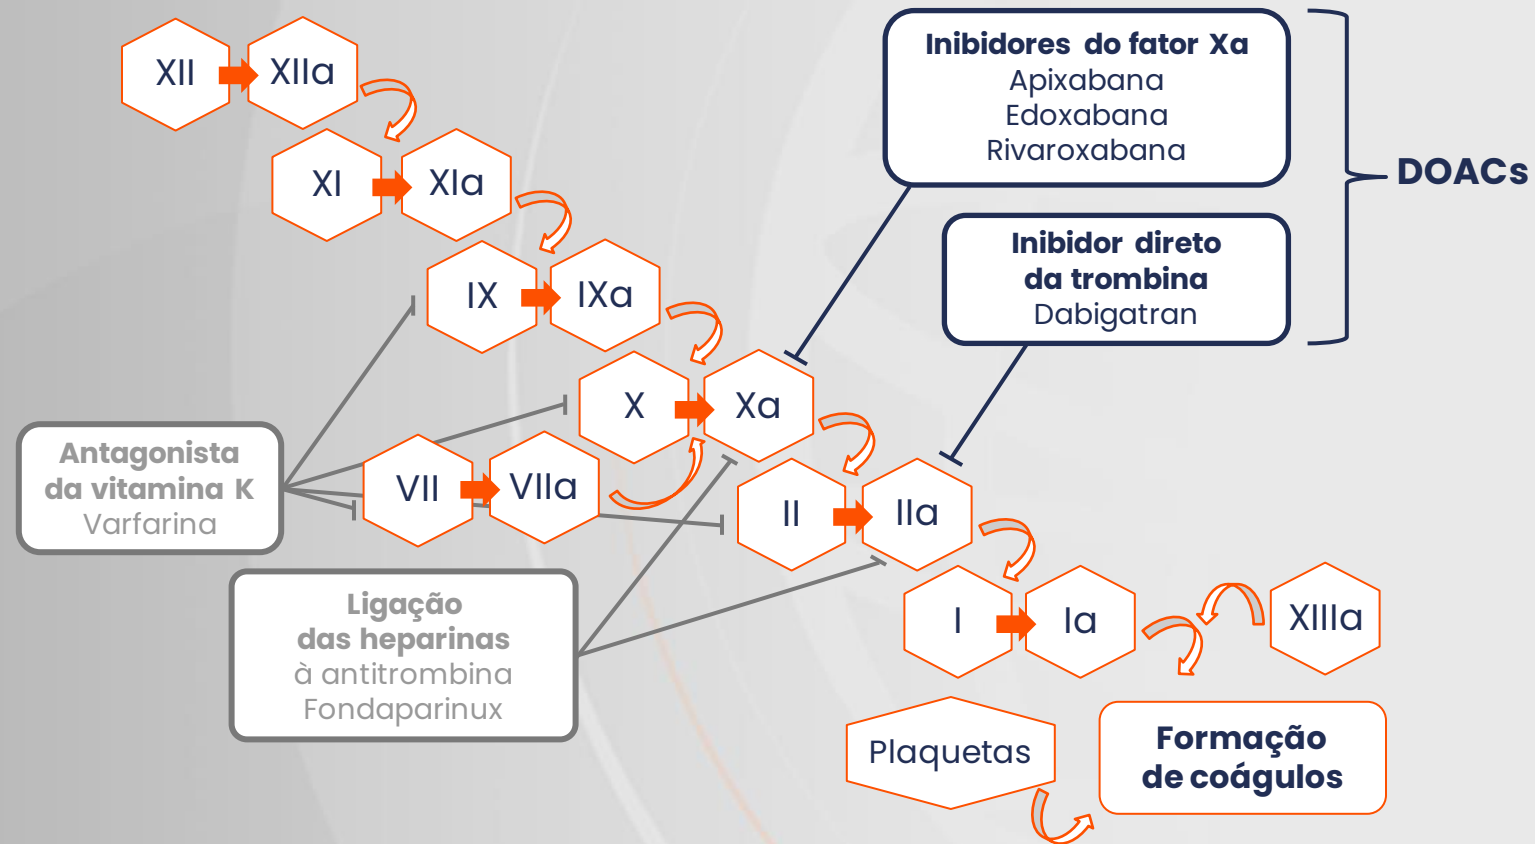 XII
XIIa
XI
XIa
IX
IXa
X
Xa
VII
VIIa
II
IIa
I
Ia
XIIIa
Plaquetas
Formação
de coágulos
Inibidores do fator Xa
Apixabana
Edoxabana
Rivaroxabana
Inibidor direto
da trombina
Dabigatran
DOACs
Antagonista
da vitamina K
Varfarina
Ligação
das heparinas
à antitrombina
Fondaparinux